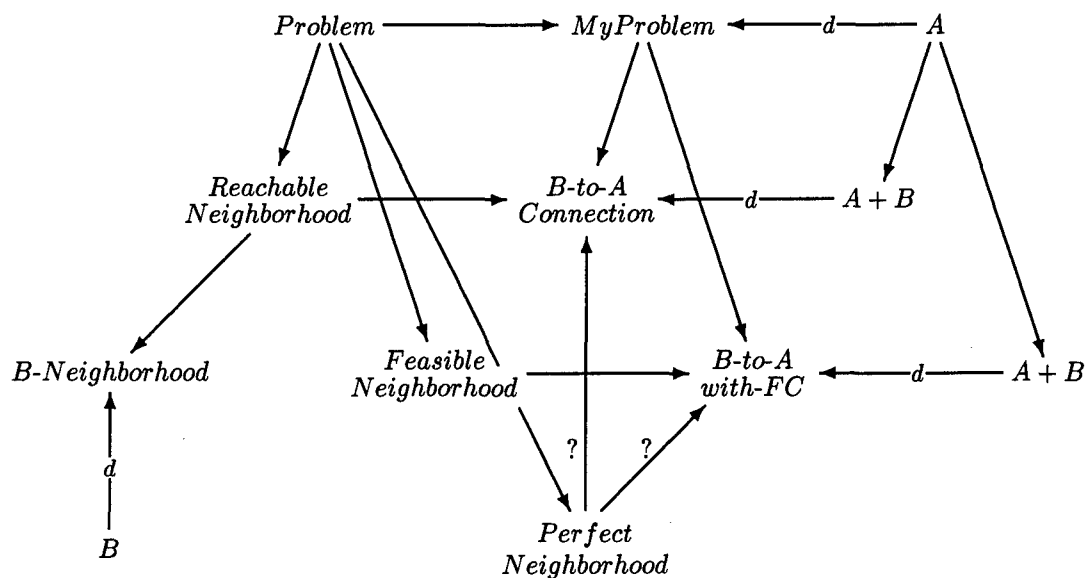 Problem
MyProblem
d
A
Reachable
Neighborhood
B-to-A
Connection
d
A + B
B-Neighborhood
Feasible
Neighborhood
B-to-A
with-FC
d
A + B
d
?
?
B
Perfect
Neighborhood